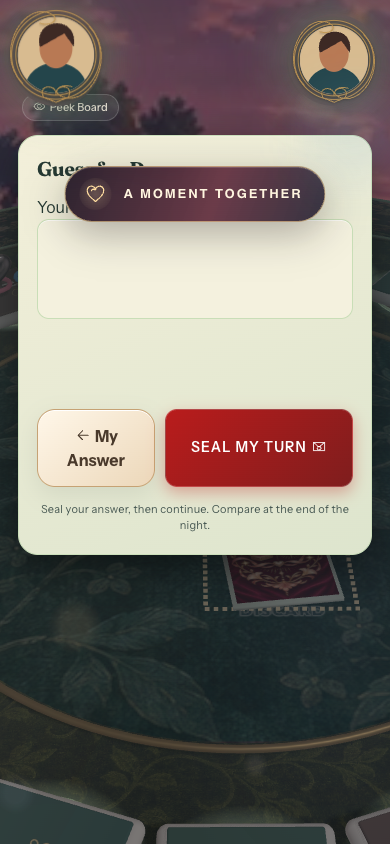 Peek Board
A MOMENT TOGETHER
Your
← My
Answer
SEAL MY TURN
Seal your answer, then continue. Compare at the end of the
night.